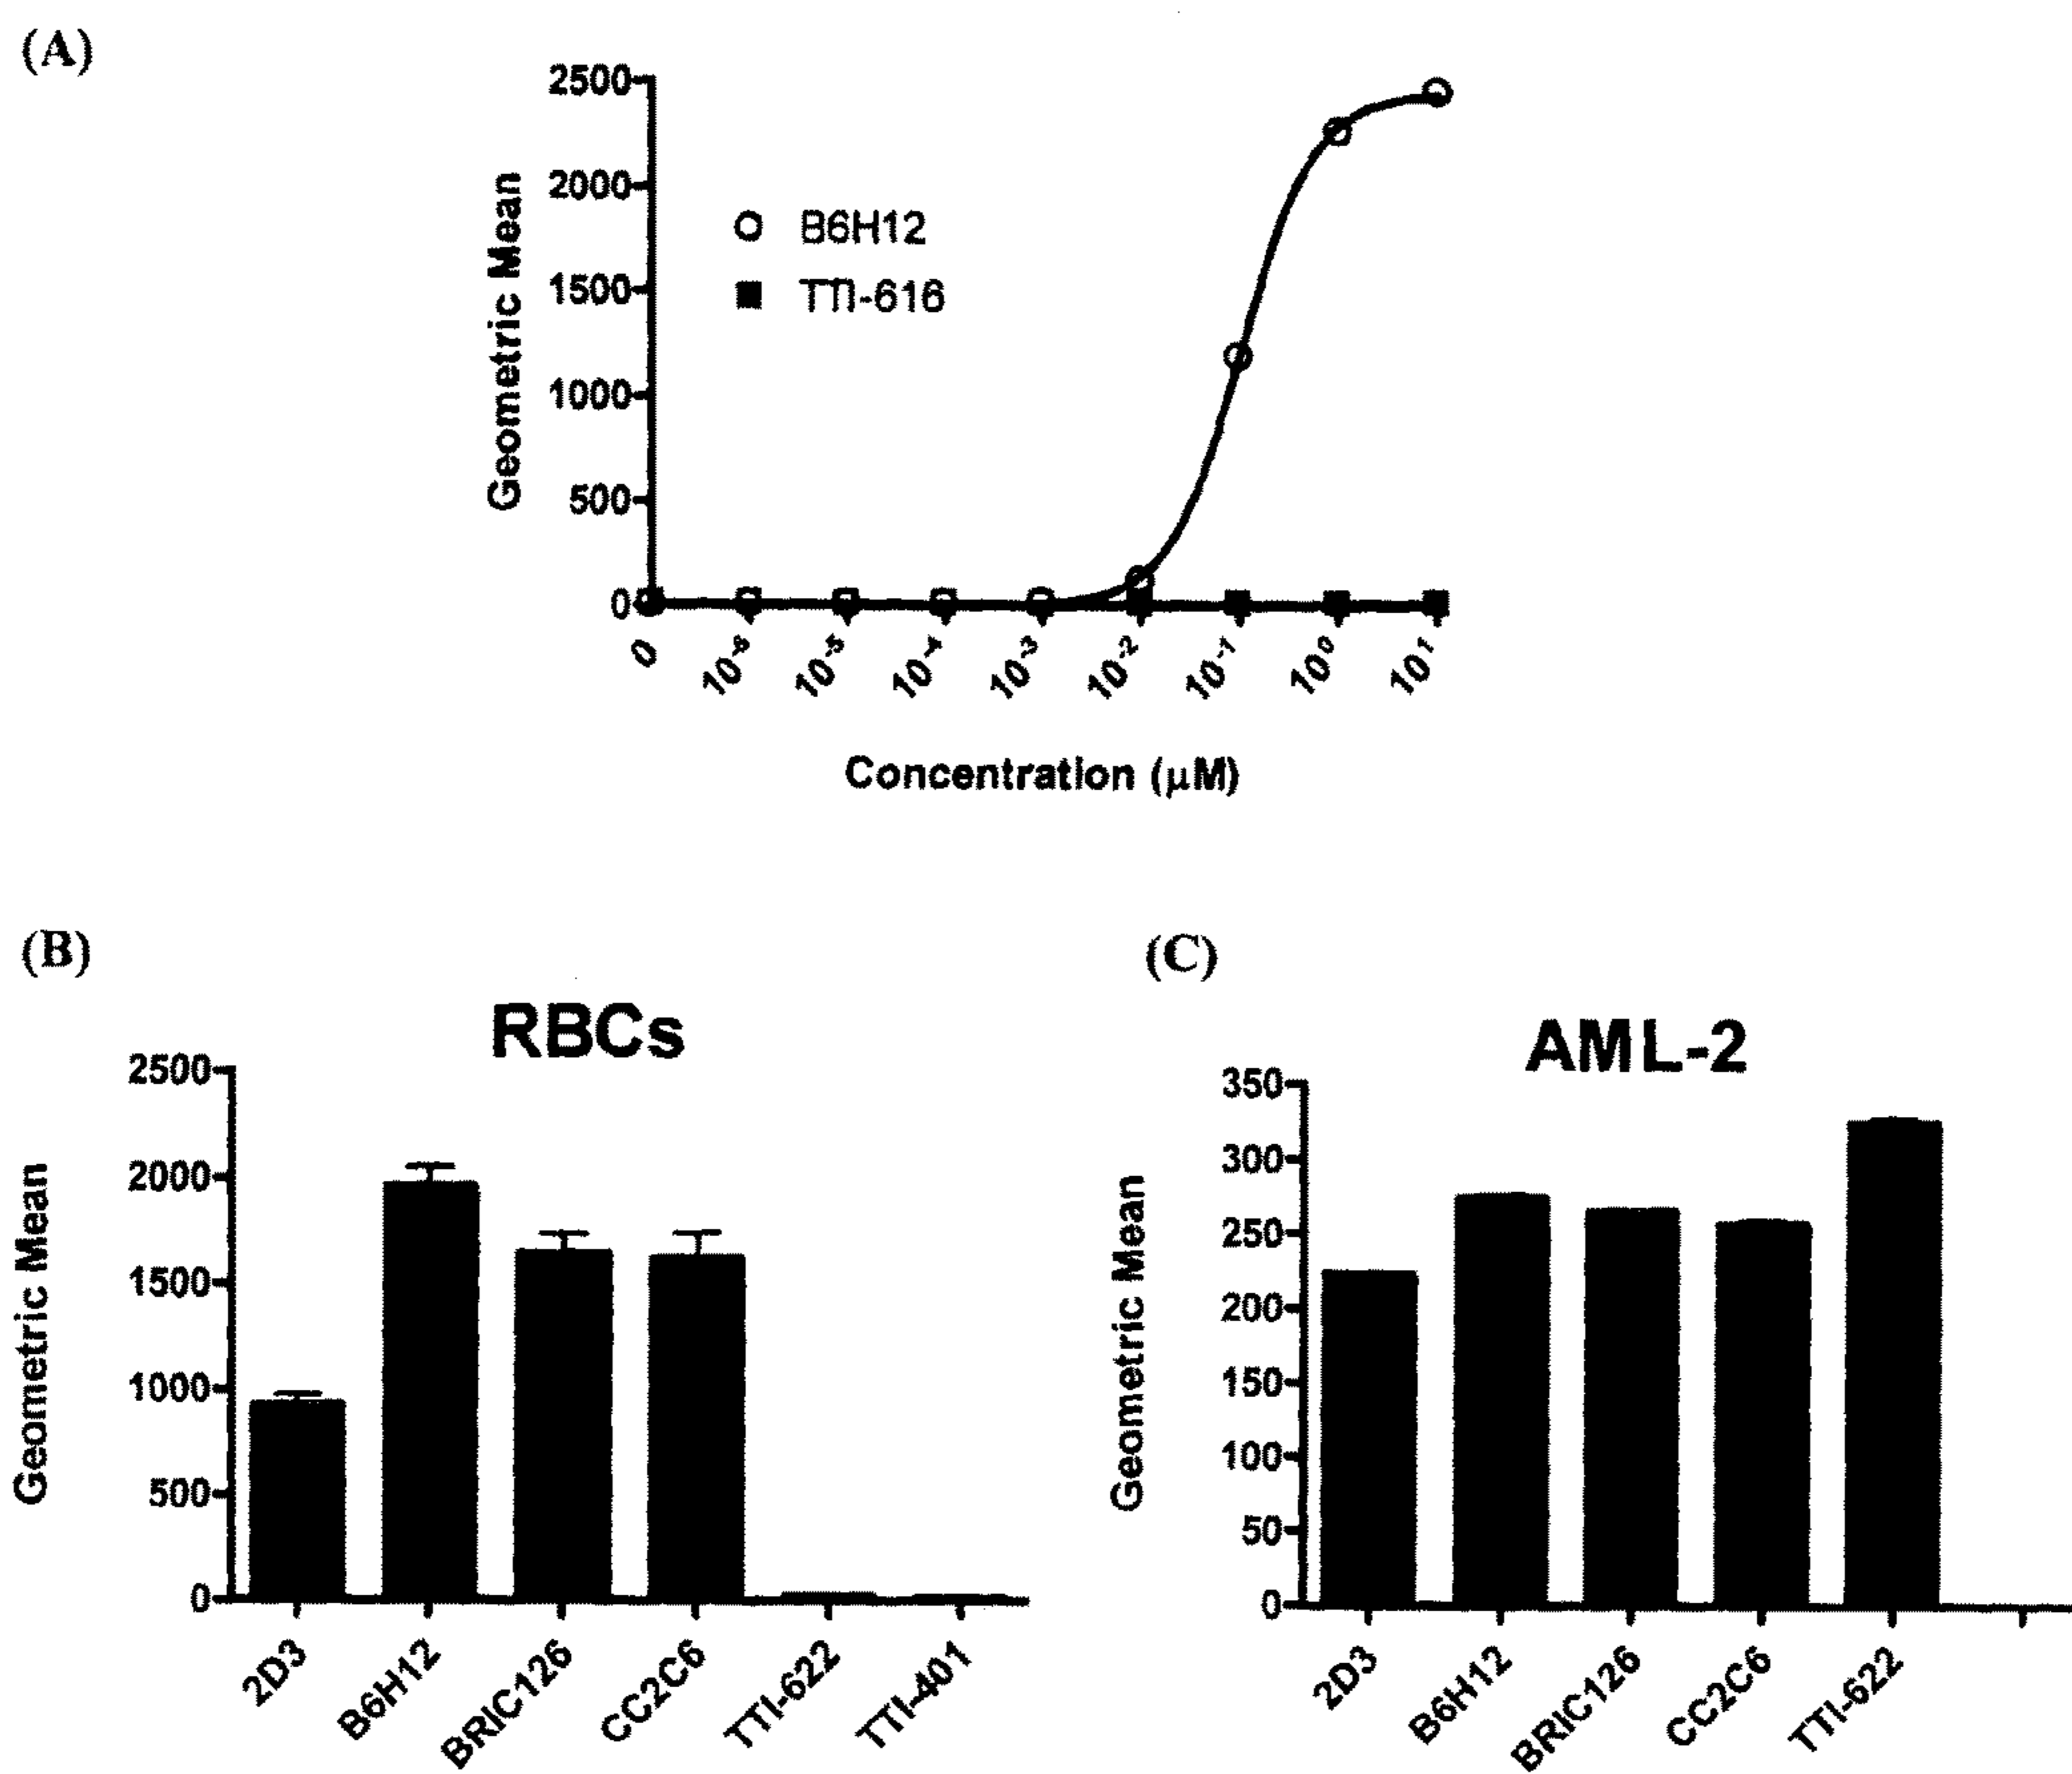 (A)
2500
2000
1500
1000
500
0
Geometric Mean
B6H12
TTI-616
0
10-6
10-5
10-4
10-3
10-2
10-1
100
101
Concentration (μM)
(B)
RBCs
2500
2000
1500
1000
500
0
Geometric Mean
2D3
B6H12
BRIC126
CC2C6
TTI-622
TTI-401
(C)
AML-2
350
300
250
200
150
100
50
0
Geometric Mean
2D3
B6H12
BRIC126
CC2C6
TTI-622